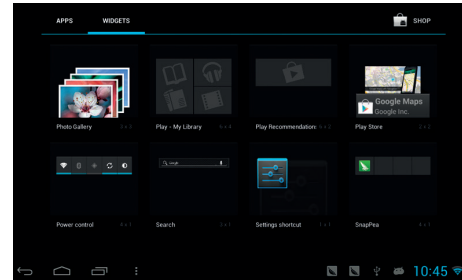 APPS WIDGETS SHOP
Google Maps
Google Inc.
Photo Gallery Play - My Library Play Recommendation: Play Store
Google
Power control Search Settings shortcut SnapPea
10:45